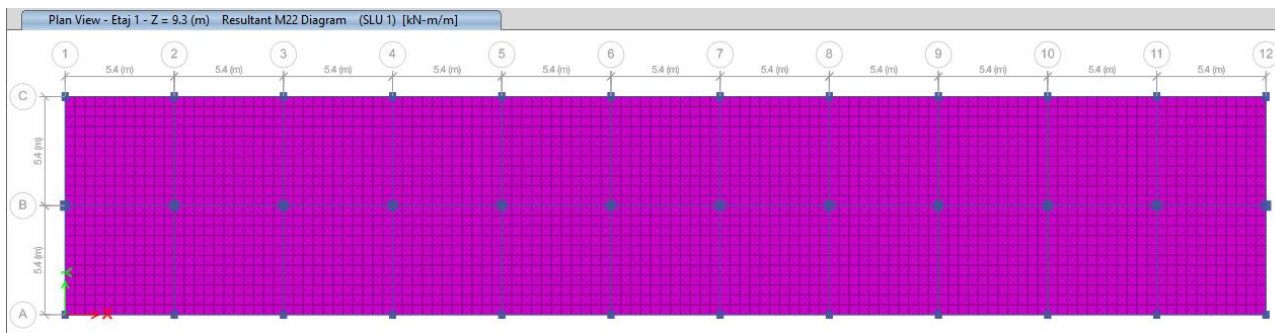 Plan View - Etaj 1 - Z = 9.3 (m) Resultant M22 Diagram (SLU 1) [kN-m/m]
1 2 3 4 5 6 7 8 9 10 11 12
5.4 (m) 5.4 (m) 5.4 (m) 5.4 (m) 5.4 (m) 5.4 (m) 5.4 (m) 5.4 (m) 5.4 (m) 5.4 (m) 5.4 (m)
C
5.4 (m)
B
5.4 (m)
Y
A X